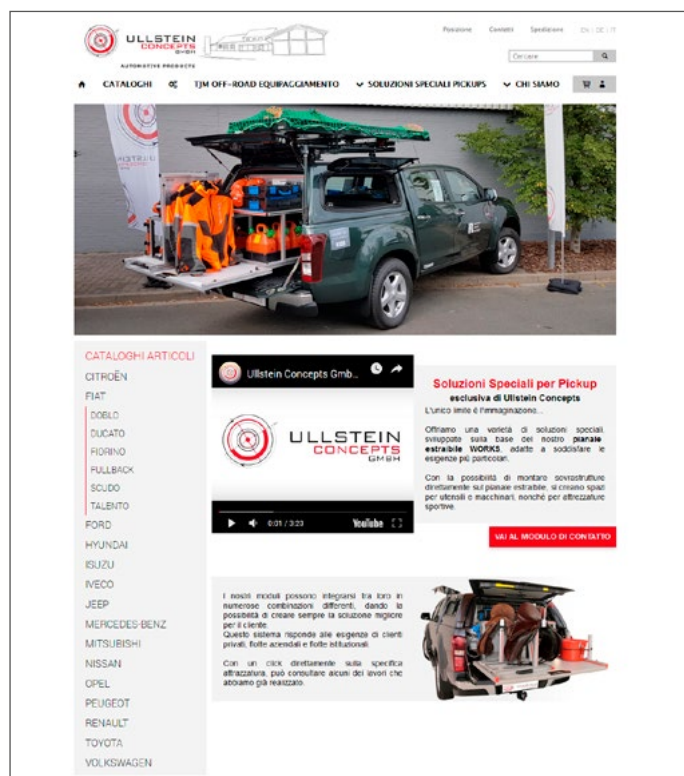 Posizione Contatti Spedizione EN | DE | IT
ULLSTEIN
CONCEPTS
GMBH
AUTOMOTIVE PRODUCTS
Cercare
CATALOGHI TJM OFF-ROAD EQUIPAGGIAMENTO SOLUZIONI SPECIALI PICKUPS CHI SIAMO
CATALOGHI ARTICOLI
CITROËN
FIAT
DOBLO
DUCATO
FIORINO
FULLBACK
SCUDO
TALENTO
FORD
HYUNDAI
ISUZU
IVECO
JEEP
MERCEDES-BENZ
MITSUBISHI
NISSAN
OPEL
PEUGEOT
RENAULT
TOYOTA
VOLKSWAGEN
Ullstein Concepts Gmb...
ULLSTEIN
CONCEPTS
GMBH
0:01 / 3:23 YouTube
Soluzioni Speciali per Pickup
esclusiva di Ullstein Concepts
L'unico limite è l'immaginazione...
Offriamo una varietà di soluzioni speciali,
sviluppate sulla base del nostro pianale
estraibile WORKS, adatte a soddisfare le
esigenze più particolari.
Con la possibilità di montare sovrastrutture
direttamente sul pianale estraibile, si creano spazi
per utensili e macchinari, nonché per attrezzature
sportive.
VAI AL MODULO DI CONTATTO
I nostri moduli possono integrarsi tra loro in
numerose combinazioni differenti, dando la
possibilità di creare sempre la soluzione migliore
per il cliente.
Questo sistema risponde alle esigenze di clienti
privati, flotte aziendali e flotte istituzionali.
Con un click direttamente sulla specifica
attrazzatura, può consultare alcuni dei lavori che
abbiamo già realizzato.